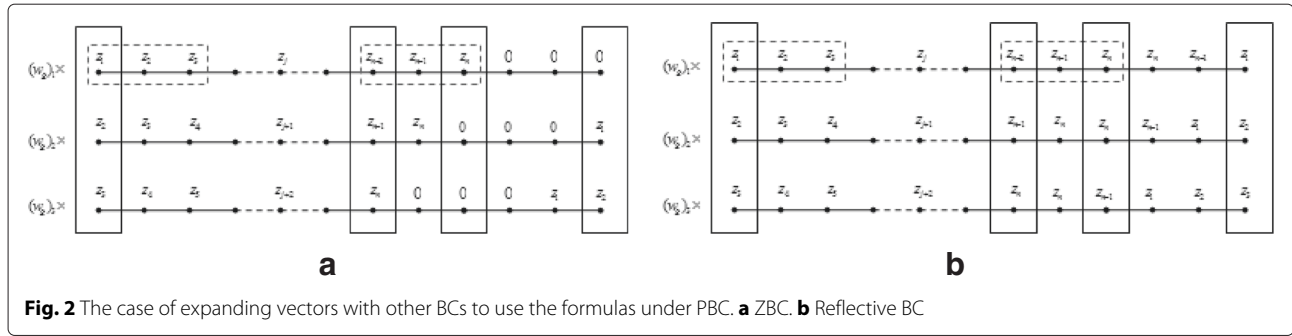 (w₂)₁× z₁ z₂ z₃ zⱼ zₙ₋₂ zₙ₋₁ zₙ 0 0 0
(w₂)₂× z₂ z₃ z₄ zⱼ₊₁ zₙ₋₁ zₙ 0 0 0 z₁
(w₂)₃× z₃ z₄ z₅ zⱼ₊₂ zₙ 0 0 0 z₁ z₂
a
(w₂)₁× z₁ z₂ z₃ zⱼ zₙ₋₂ zₙ₋₁ zₙ zₙ zₙ₋₁ z₁
(w₂)₂× z₂ z₃ z₄ zⱼ₊₁ zₙ₋₁ zₙ zₙ zₙ₋₁ z₁ z₂
(w₂)₃× z₃ z₄ z₅ zⱼ₊₂ zₙ zₙ zₙ₋₁ z₁ z₂ z₃
b
Fig. 2 The case of expanding vectors with other BCs to use the formulas under PBC. a ZBC. b Reflective BC